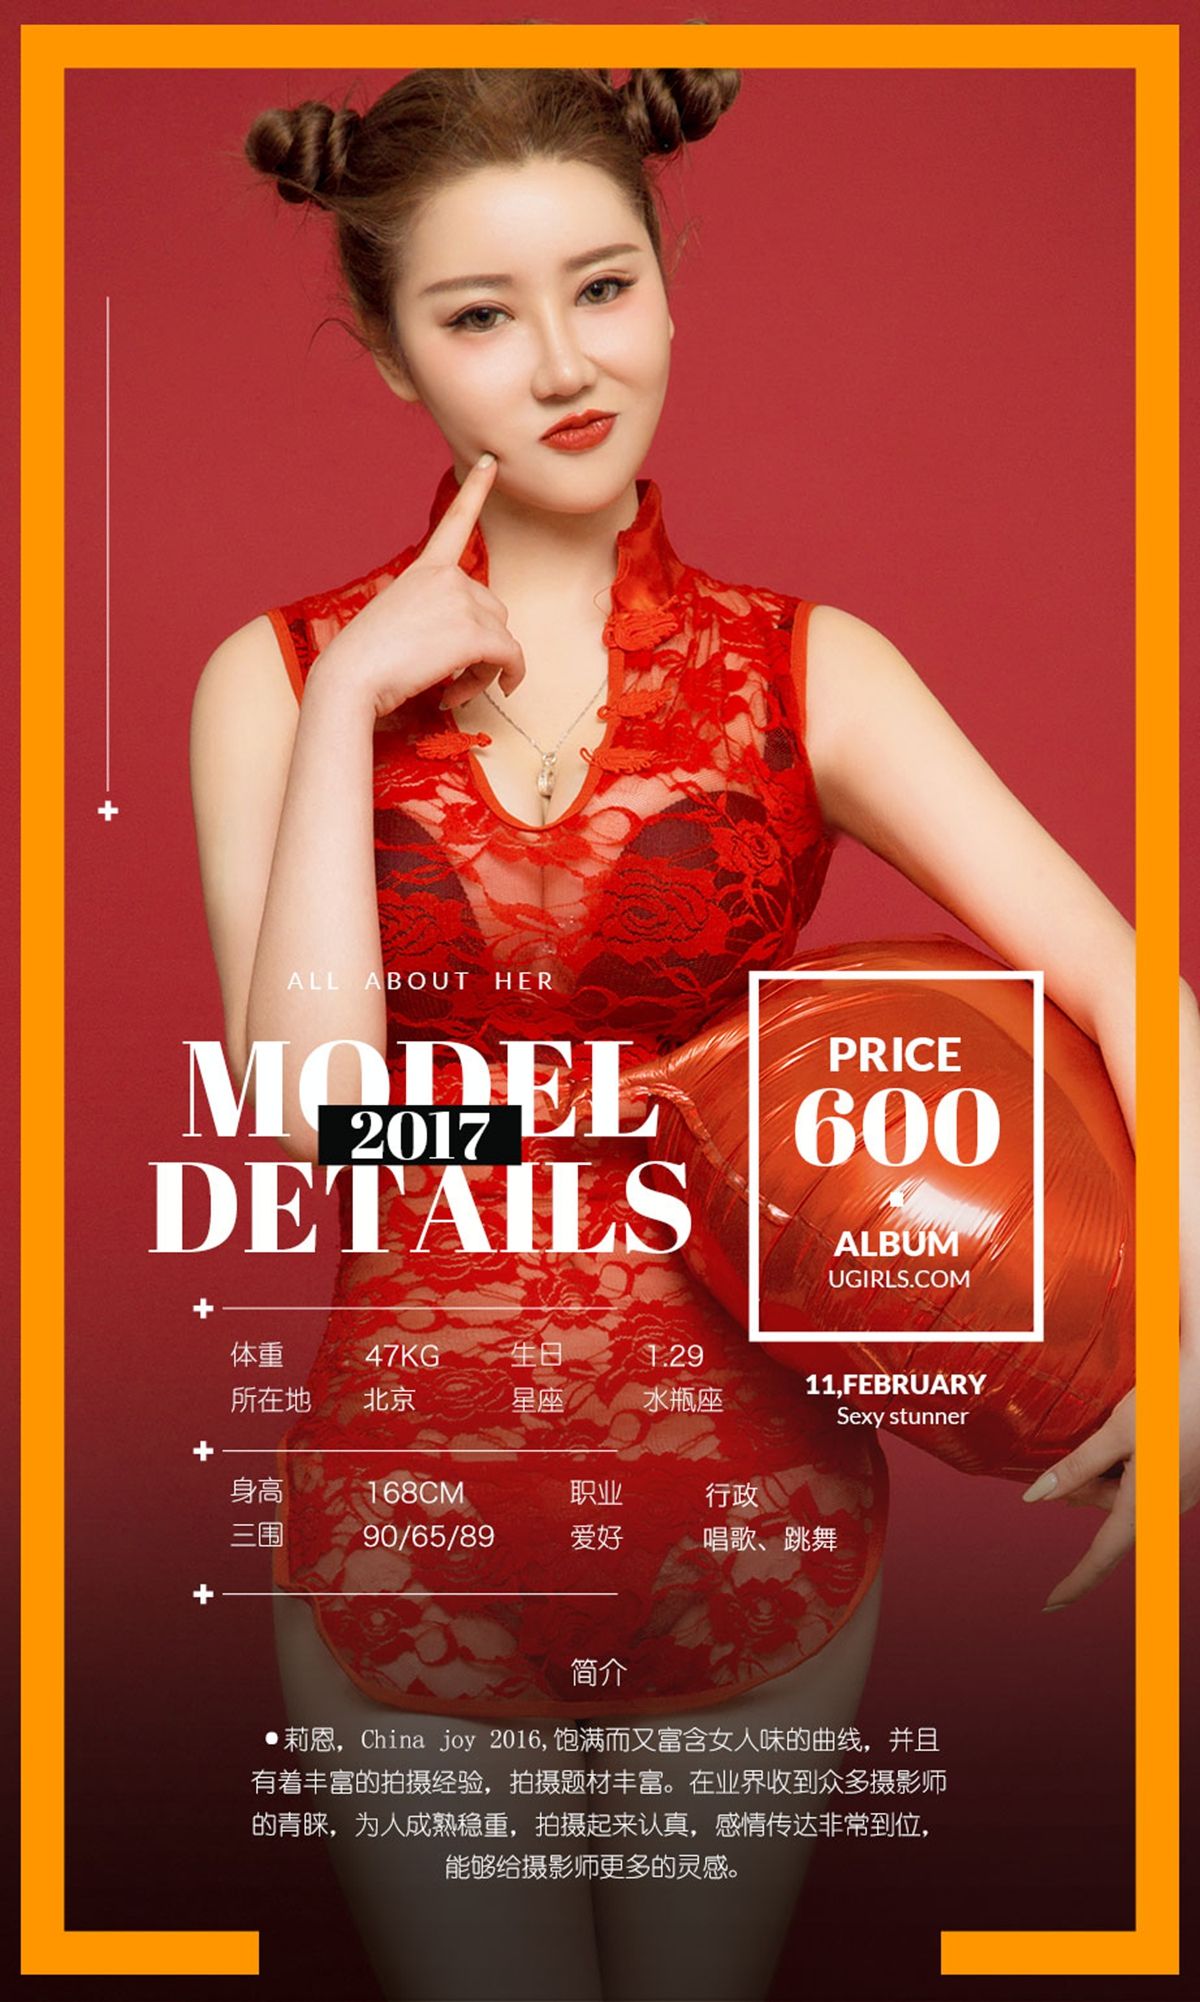 ALL ABOUT HER
MODEL
2017
DETAILS
PRICE
600
ALBUM
UGIRLS.COM
11,FEBRUARY
Sexy stunner
体重 47KG 生日 1.29
所在地 北京 星座 水瓶座
身高 168CM 职业 行政
三围 90/65/89 爱好 唱歌、跳舞
简介
●莉恩，China joy 2016,饱满而又富含女人味的曲线，并且
有着丰富的拍摄经验，拍摄题材丰富。在业界收到众多摄影师
的青睐，为人成熟稳重，拍摄起来认真，感情传达非常到位，
能够给摄影师更多的灵感。